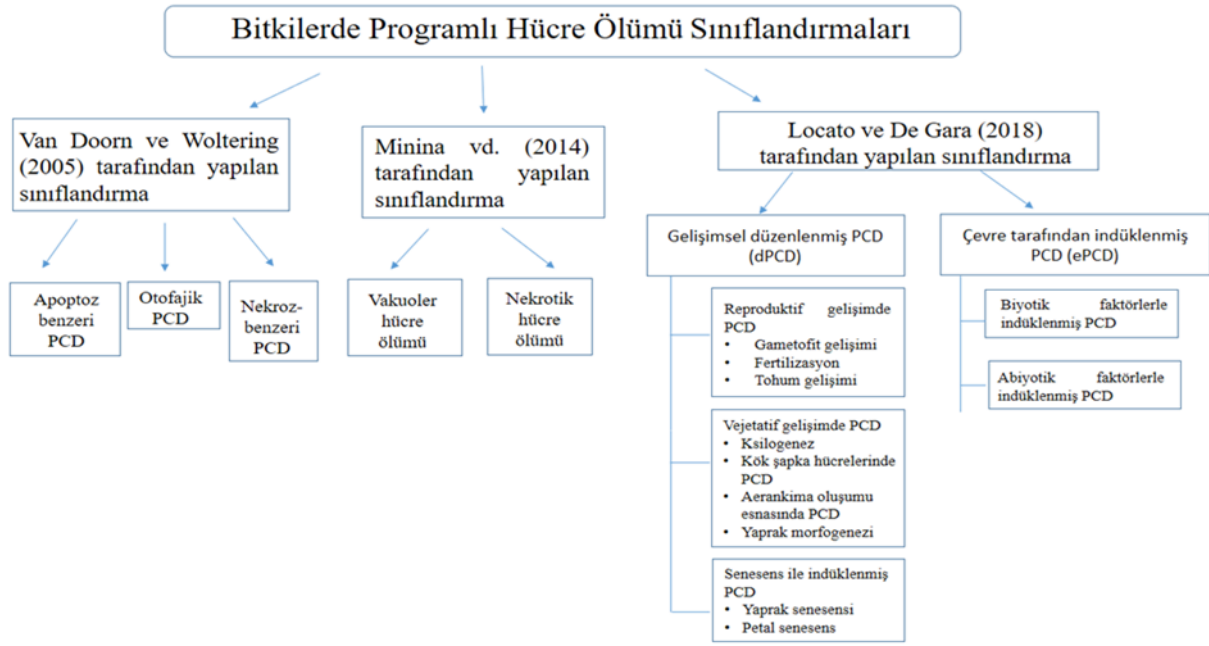 Bitkilerde Programlı Hücre Ölümü Sınıflandırmaları
Van Doorn ve Woltering
(2005) tarafından yapılan
sınıflandırma
Apoptoz
benzeri
PCD
Otofajik
PCD
Nekroz-
benzeri
PCD
Minina vd. (2014)
tarafından yapılan
sınıflandırma
Vakuoler
hücre
ölümü
Nekrotik
hücre
ölümü
Locato ve De Gara (2018)
tarafından yapılan sınıflandırma
Gelişimsel düzenlenmiş PCD
(dPCD)
Reproduktif gelişimde
PCD
• Gametofit gelişimi
• Fertilizasyon
• Tohum gelişimi
Vejetatif gelişimde PCD
• Ksilogenez
• Kök şapka hücrelerinde
PCD
• Aerankima oluşumu
esnasında PCD
• Yaprak morfogenezi
Senesens ile indüklenmiş
PCD
• Yaprak senesensi
• Petal senesens
Çevre tarafından indüklenmiş
PCD (ePCD)
Biyotik faktörlerle
indüklenmiş PCD
Abiyotik faktörlerle
indüklenmiş PCD